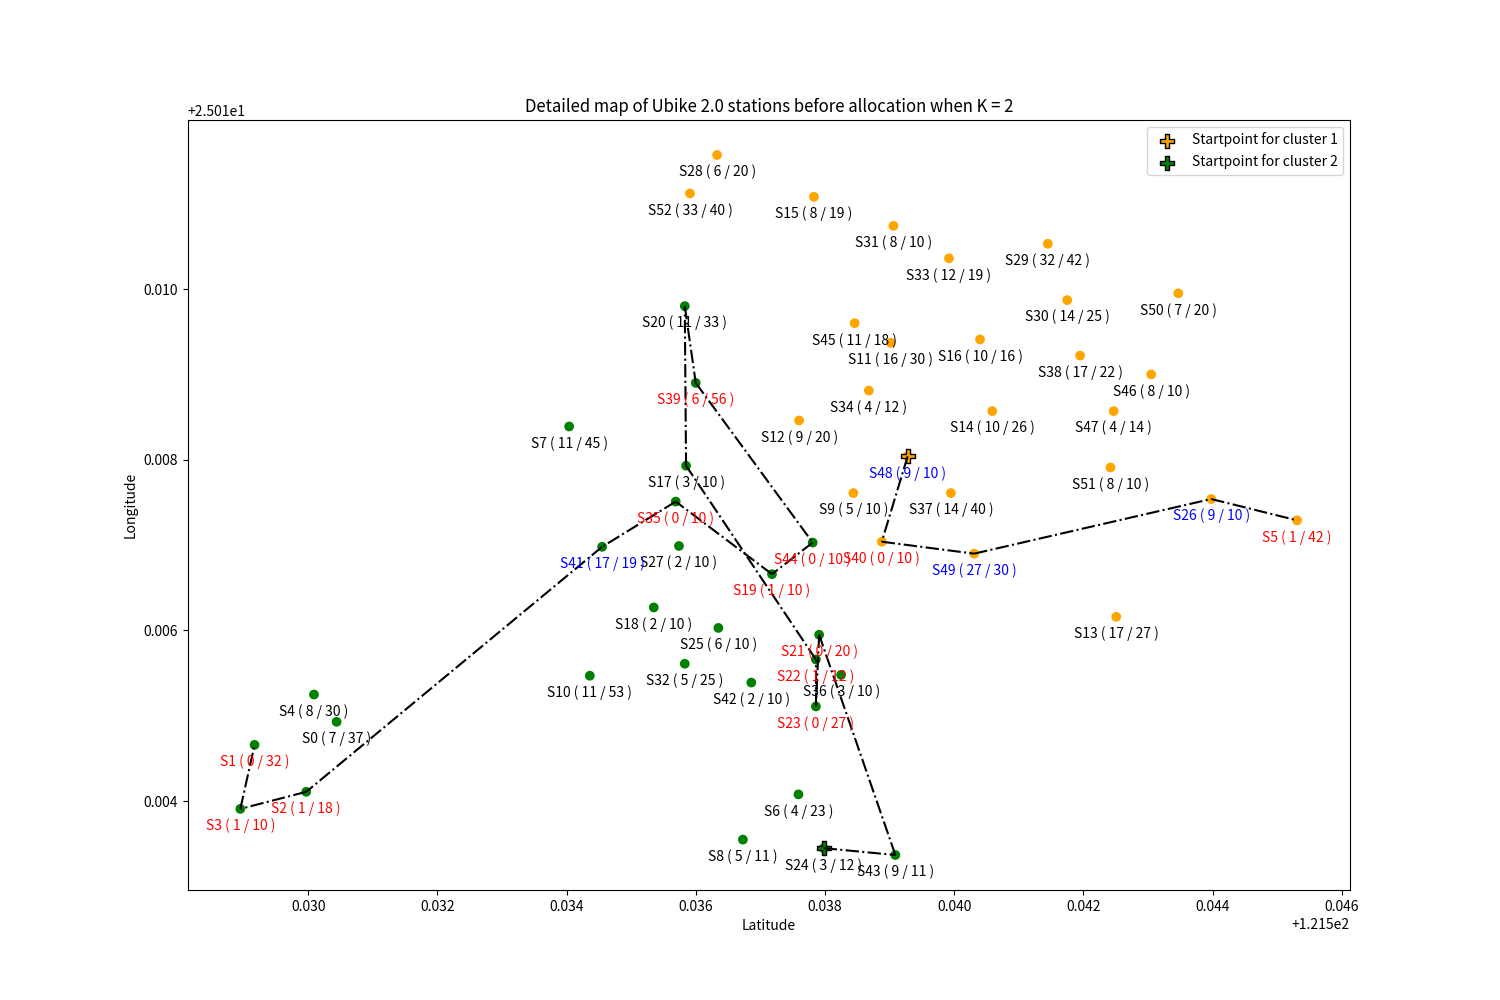 Detailed map of Ubike 2.0 stations before allocation when K = 2
+2.501e1
Startpoint for cluster 1
Startpoint for cluster 2
S28 ( 6 / 20 )
S52 ( 33 / 40 )
S15 ( 8 / 19 )
S31 ( 8 / 10 )
S29 ( 32 / 42 )
S33 ( 12 / 19 )
0.010
S50 ( 7 / 20 )
S30 ( 14 / 25 )
S20 ( 11 / 33 )
S45 ( 11 / 18 )
S11 ( 16 / 30 )
S16 ( 10 / 16 )
S38 ( 17 / 22 )
S46 ( 8 / 10 )
S39 ( 6 / 56 )
S34 ( 4 / 12 )
S14 ( 10 / 26 )
S47 ( 4 / 14 )
S12 ( 9 / 20 )
S7 ( 11 / 45 )
0.008
S48 ( 9 / 10 )
S17 ( 3 / 10 )
S51 ( 8 / 10 )
Longitude
S9 ( 5 / 10 )
S37 ( 14 / 40 )
S35 ( 0 / 10 )
S26 ( 9 / 10 )
S5 ( 1 / 42 )
S41 ( 17 / 19 )
S27 ( 2 / 10 )
S44 ( 0 / 10 )
S40 ( 0 / 10 )
S49 ( 27 / 30 )
S19 ( 1 / 10 )
0.006
S18 ( 2 / 10 )
S13 ( 17 / 27 )
S25 ( 6 / 10 )
S21 ( 0 / 20 )
S32 ( 5 / 25 )
S22 ( 1 / 12 )
S10 ( 11 / 53 )
S42 ( 2 / 10 )
S36 ( 3 / 10 )
S4 ( 8 / 30 )
S23 ( 0 / 27 )
S0 ( 7 / 37 )
S1 ( 0 / 32 )
0.004
S2 ( 1 / 18 )
S6 ( 4 / 23 )
S3 ( 1 / 10 )
S8 ( 5 / 11 )
S24 ( 3 / 12 )
S43 ( 9 / 11 )
0.030
0.032
0.034
0.036
0.038
0.040
0.042
0.044
0.046
Latitude
+1.215e2